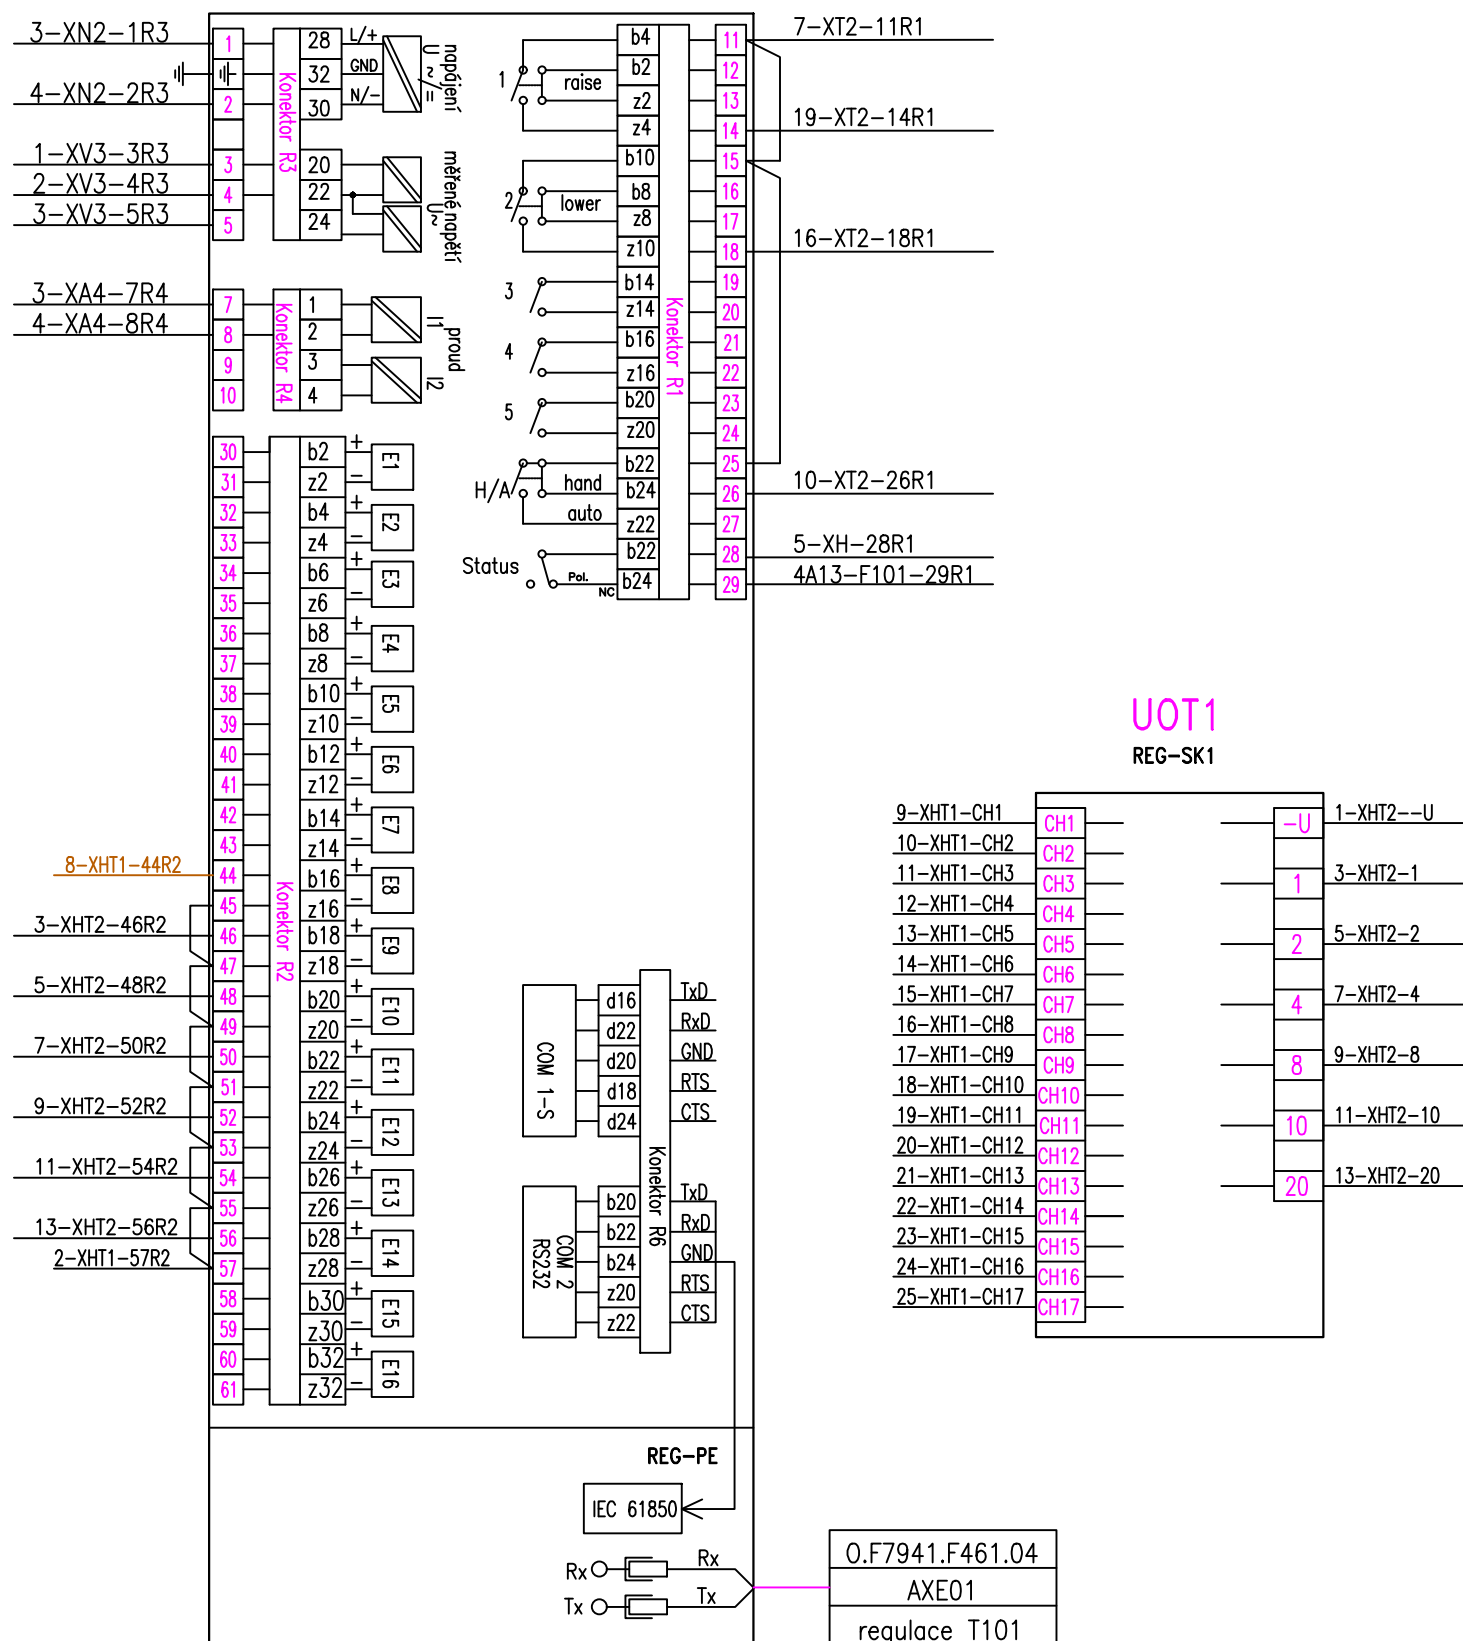 3-XN2-1R3
4-XN2-2R3
1-XV3-3R3
2-XV3-4R3
3-XV3-5R3
1
2
3
4
5
Konektor R3
28 L/+
32 GND
30 N/-
20
22
24
napájení
U ~/=
měřené napětí
U~
3-XA4-7R4
4-XA4-8R4
7
8
9
10
Konektor R4
1
2
3
4
I1
proud
I2
8-XHT1-44R2
3-XHT2-46R2
5-XHT2-48R2
7-XHT2-50R2
9-XHT2-52R2
11-XHT2-54R2
13-XHT2-56R2
2-XHT1-57R2
Konektor R2
30 b2 + E1
31 z2 -
32 b4 + E2
33 z4 -
34 b6 + E3
35 z6 -
36 b8 + E4
37 z8 -
38 b10 + E5
39 z10 -
40 b12 + E6
41 z12 -
42 b14 + E7
43 z14 -
44 b16 + E8
45 z16 -
46 b18 + E9
47 z18 -
48 b20 + E10
49 z20 -
50 b22 + E11
51 z22 -
52 b24 + E12
53 z24 -
54 b26 + E13
55 z26 -
56 b28 + E14
57 z28 -
58 b30 + E15
59 z30 -
60 b32 + E16
61 z32 -
1 raise
2 lower
3
4
5
H/A hand
auto
Status Pol. NC
Konektor R1
b4 11 7-XT2-11R1
b2 12
z2 13
z4 14 19-XT2-14R1
b10 15
b8 16
z8 17
z10 18 16-XT2-18R1
b14 19
z14 20
b16 21
z16 22
b20 23
z20 24
b22 25
b24 26 10-XT2-26R1
z22 27
b22 28 5-XH-28R1
b24 29 4A13-F101-29R1
COM 1-S
d16 TxD
d22 RxD
d20 GND
d18 RTS
d24 CTS
Konektor R6
COM 2
RS232
b20 TxD
b22 RxD
b24 GND
z20 RTS
z22 CTS
REG-PE
IEC 61850
Rx Rx
Tx Tx
O.F7941.F461.04
AXE01
regulace T101
UOT1
REG-SK1
9-XHT1-CH1 CH1
10-XHT1-CH2 CH2
11-XHT1-CH3 CH3
12-XHT1-CH4 CH4
13-XHT1-CH5 CH5
14-XHT1-CH6 CH6
15-XHT1-CH7 CH7
16-XHT1-CH8 CH8
17-XHT1-CH9 CH9
18-XHT1-CH10 CH10
19-XHT1-CH11 CH11
20-XHT1-CH12 CH12
21-XHT1-CH13 CH13
22-XHT1-CH14 CH14
23-XHT1-CH15 CH15
24-XHT1-CH16 CH16
25-XHT1-CH17 CH17
-U 1-XHT2--U
1 3-XHT2-1
2 5-XHT2-2
4 7-XHT2-4
8 9-XHT2-8
10 11-XHT2-10
20 13-XHT2-20